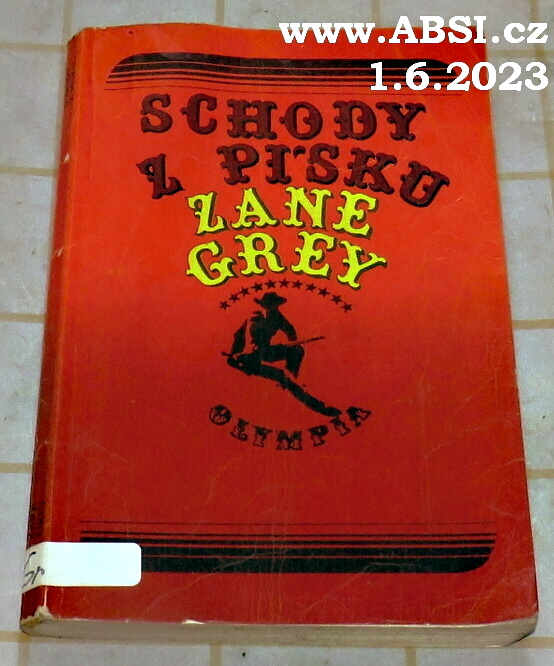 www.ABSI.cz
1.6.2023
SCHODY
Z PÍSKU
ZANE
GREY
OLYMPIA